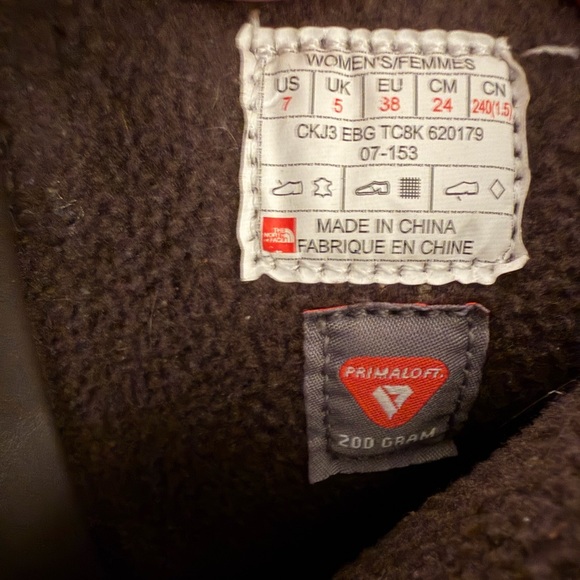 WOMEN'S/FEMMES
US UK EU CM CN
7 5 38 24 240(1.5)
CKJ3 EBG TC8K 620179
07-153
THE NORTH FACE
MADE IN CHINA
FABRIQUE EN CHINE
PRIMALOFT.
200 GRAM